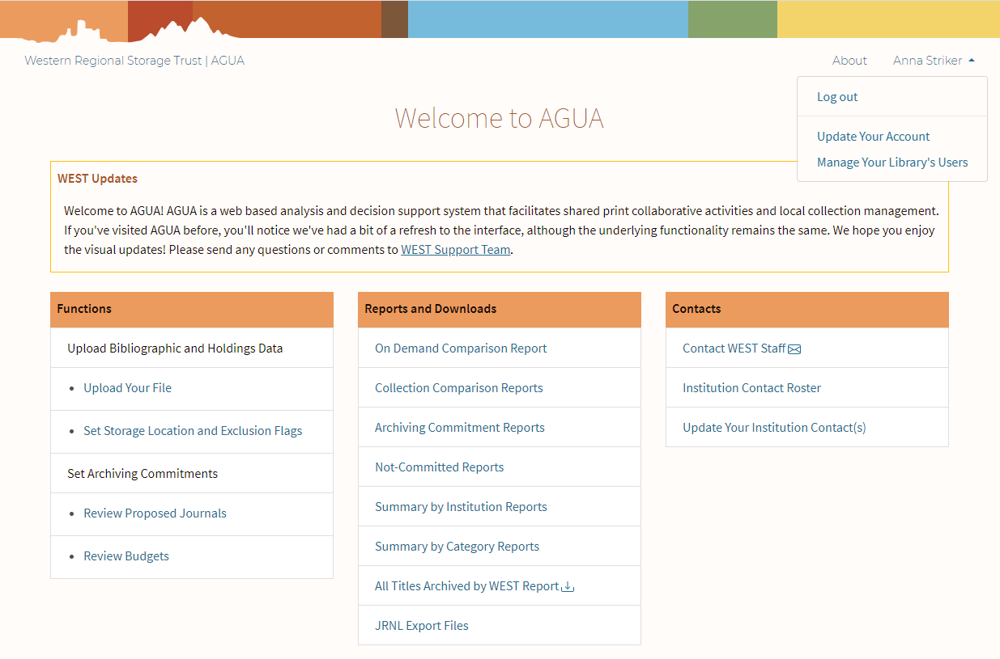 Western Regional Storage Trust | AGUA
About
Anna Striker
Log out
Update Your Account
Manage Your Library's Users
Welcome to AGUA
WEST Updates
Welcome to AGUA! AGUA is a web based analysis and decision support system that facilitates shared print collaborative activities and local collection management.
If you've visited AGUA before, you'll notice we've had a bit of a refresh to the interface, although the underlying functionality remains the same. We hope you enjoy
the visual updates! Please send any questions or comments to WEST Support Team.
Functions
Upload Bibliographic and Holdings Data
• Upload Your File
• Set Storage Location and Exclusion Flags
Set Archiving Commitments
• Review Proposed Journals
• Review Budgets
Reports and Downloads
On Demand Comparison Report
Collection Comparison Reports
Archiving Commitment Reports
Not-Committed Reports
Summary by Institution Reports
Summary by Category Reports
All Titles Archived by WEST Report
JRNL Export Files
Contacts
Contact WEST Staff
Institution Contact Roster
Update Your Institution Contact(s)